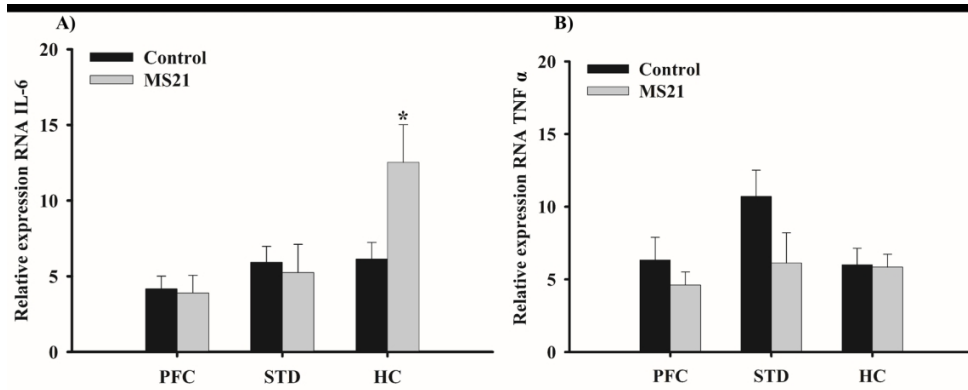 A)
Control
MS21
20
15
10
5
0
*
Relative expression RNA IL-6
PFC STD HC
B)
Control
MS21
20
15
10
5
0
Relative expression RNA TNF α
PFC STD HC